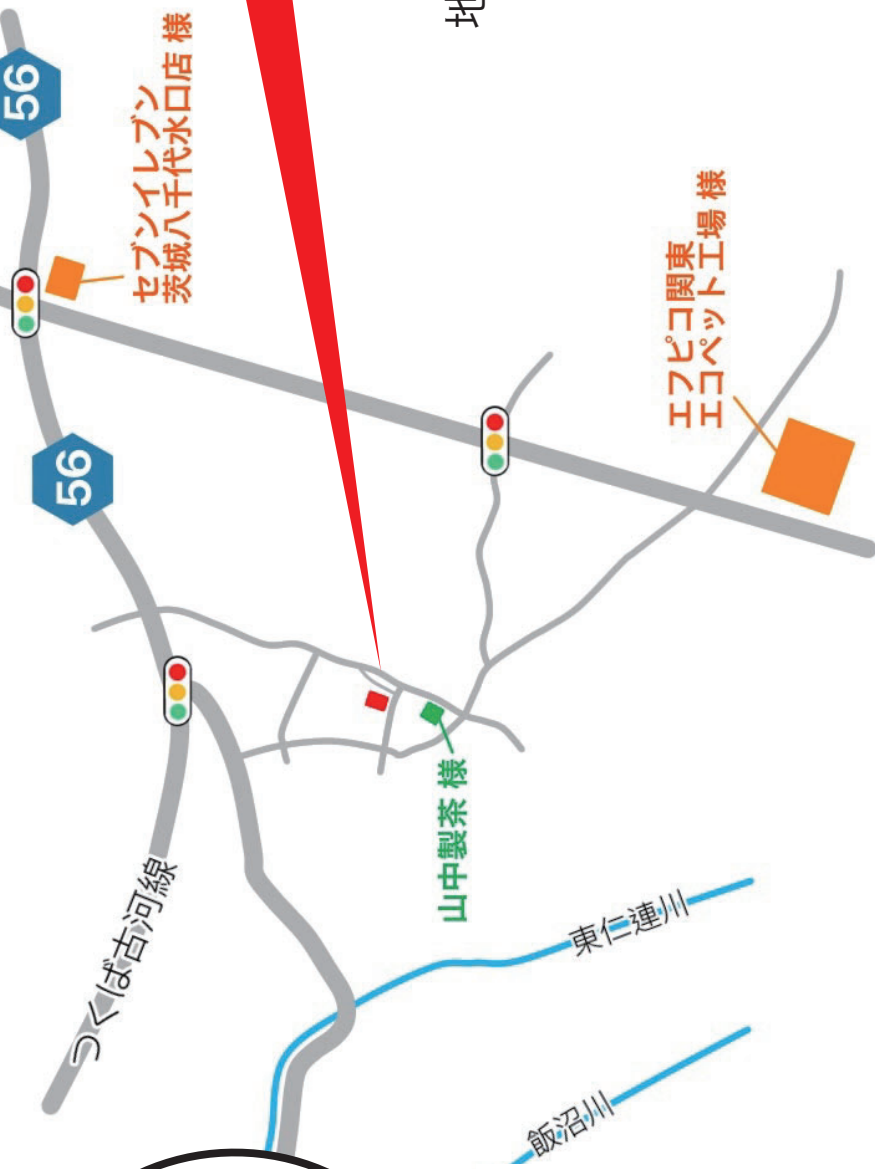 地
56
セブンイレブン
茨城八千代水口店 様
56
エフピコ関東
エコペット工場 様
山中製茶 様
つくば古河線
東仁連川
飯沼川